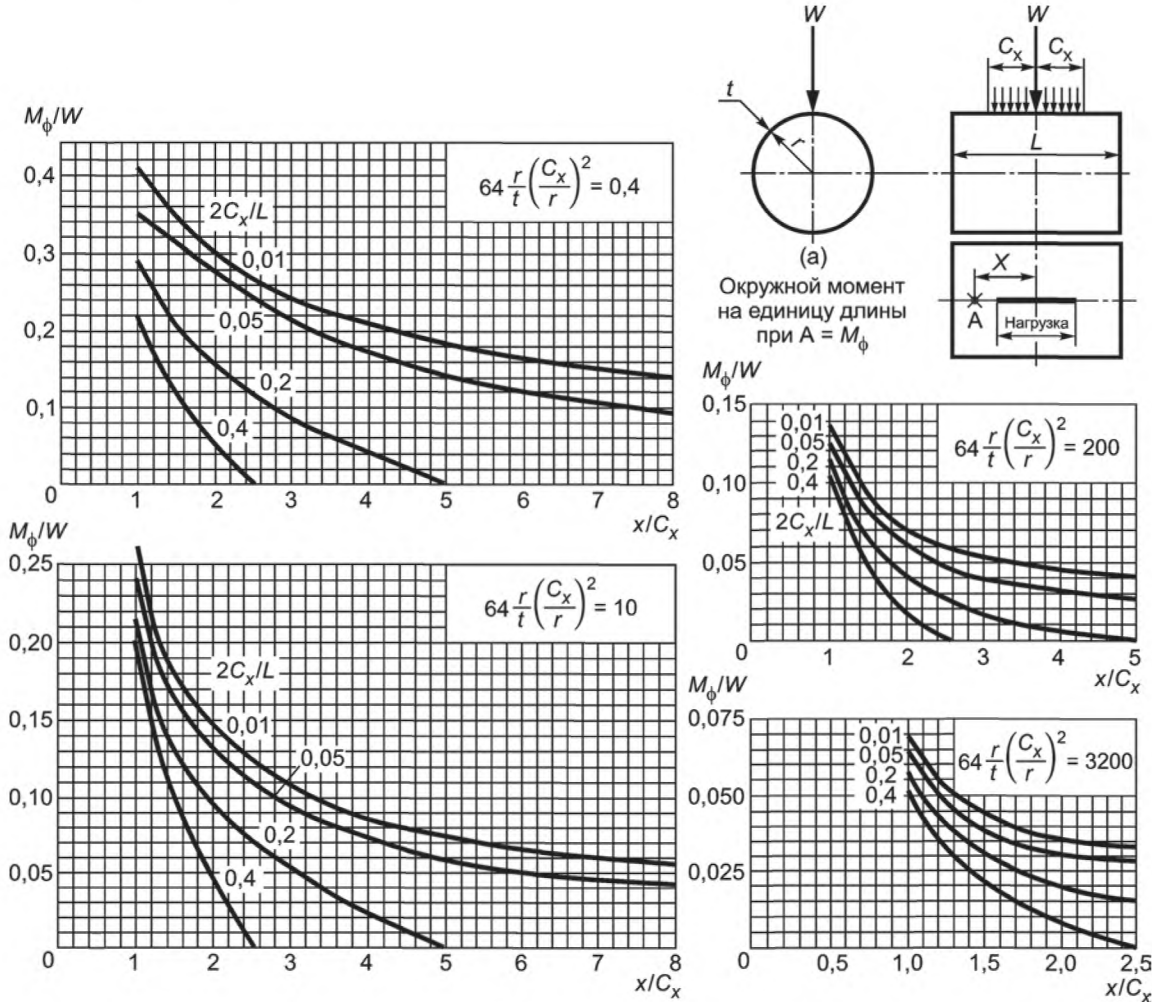 M_ϕ/W
0,4
0,3
0,2
0,1
0
1
2
3
4
5
6
7
8
x/C_x
64 r/t (C_x/r)² = 0,4
2C_x/L
0,01
0,05
0,2
0,4
W
t
r
(a)
Окружной момент
на единицу длины
при A = M_ϕ
W
C_x
C_x
L
X
A
Нагрузка
M_ϕ/W
0,25
0,20
0,15
0,10
0,05
0
1
2
3
4
5
6
7
8
x/C_x
64 r/t (C_x/r)² = 10
2C_x/L
0,01
0,05
0,2
0,4
M_ϕ/W
0,15
0,10
0,05
0
1
2
3
4
5
x/C_x
64 r/t (C_x/r)² = 200
0,01
0,05
0,2
0,4
2C_x/L
M_ϕ/W
0,075
0,050
0,025
0
0,5
1,0
1,5
2,0
2,5
x/C_x
64 r/t (C_x/r)² = 3200
0,01
0,05
0,2
0,4